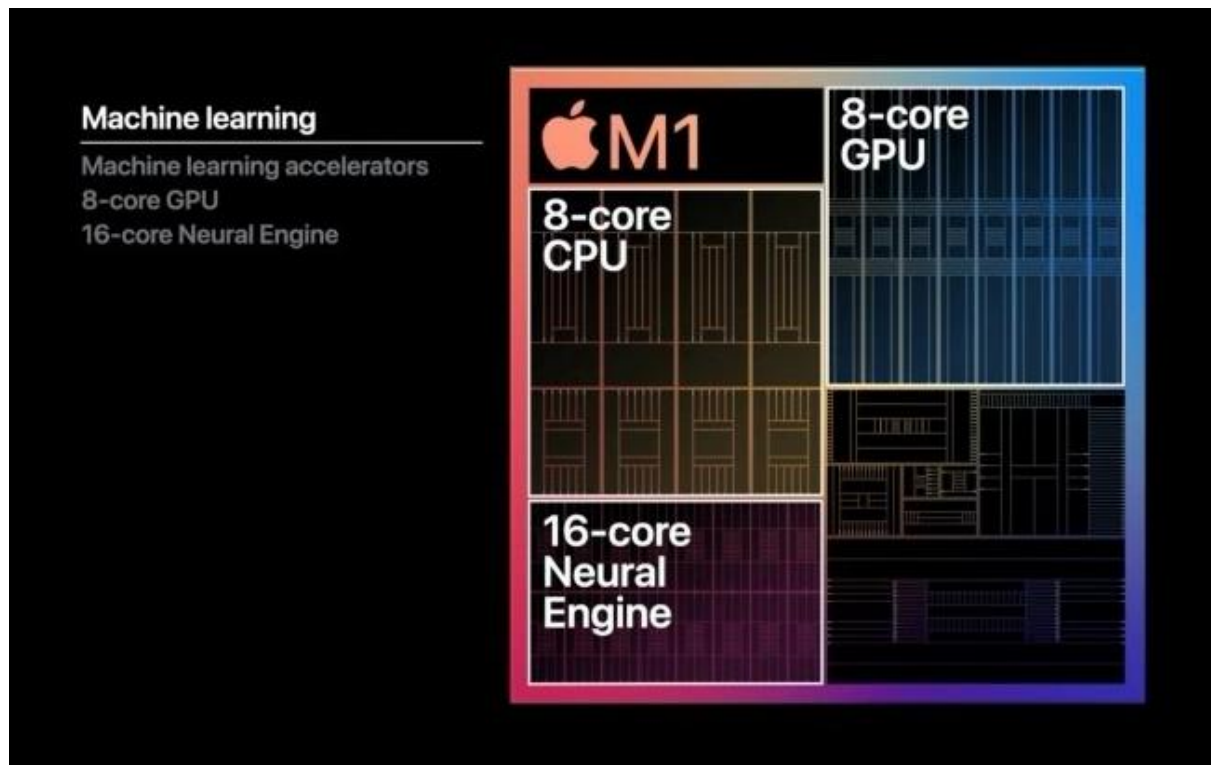 Machine learning
Machine learning accelerators
8-core GPU
16-core Neural Engine
M1
8-core
CPU
16-core
Neural
Engine
8-core
GPU